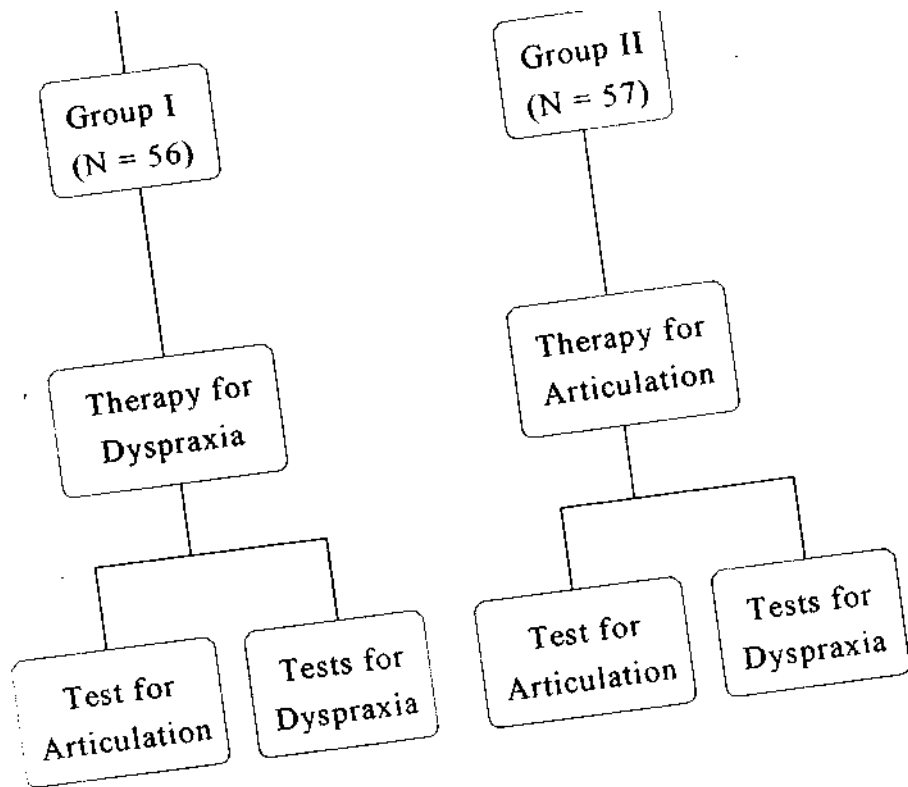 Group I
(N = 56)
Group II
(N = 57)
Therapy for
Dyspraxia
Therapy for
Articulation
Test for
Articulation
Tests for
Dyspraxia
Test for
Articulation
Tests for
Dyspraxia